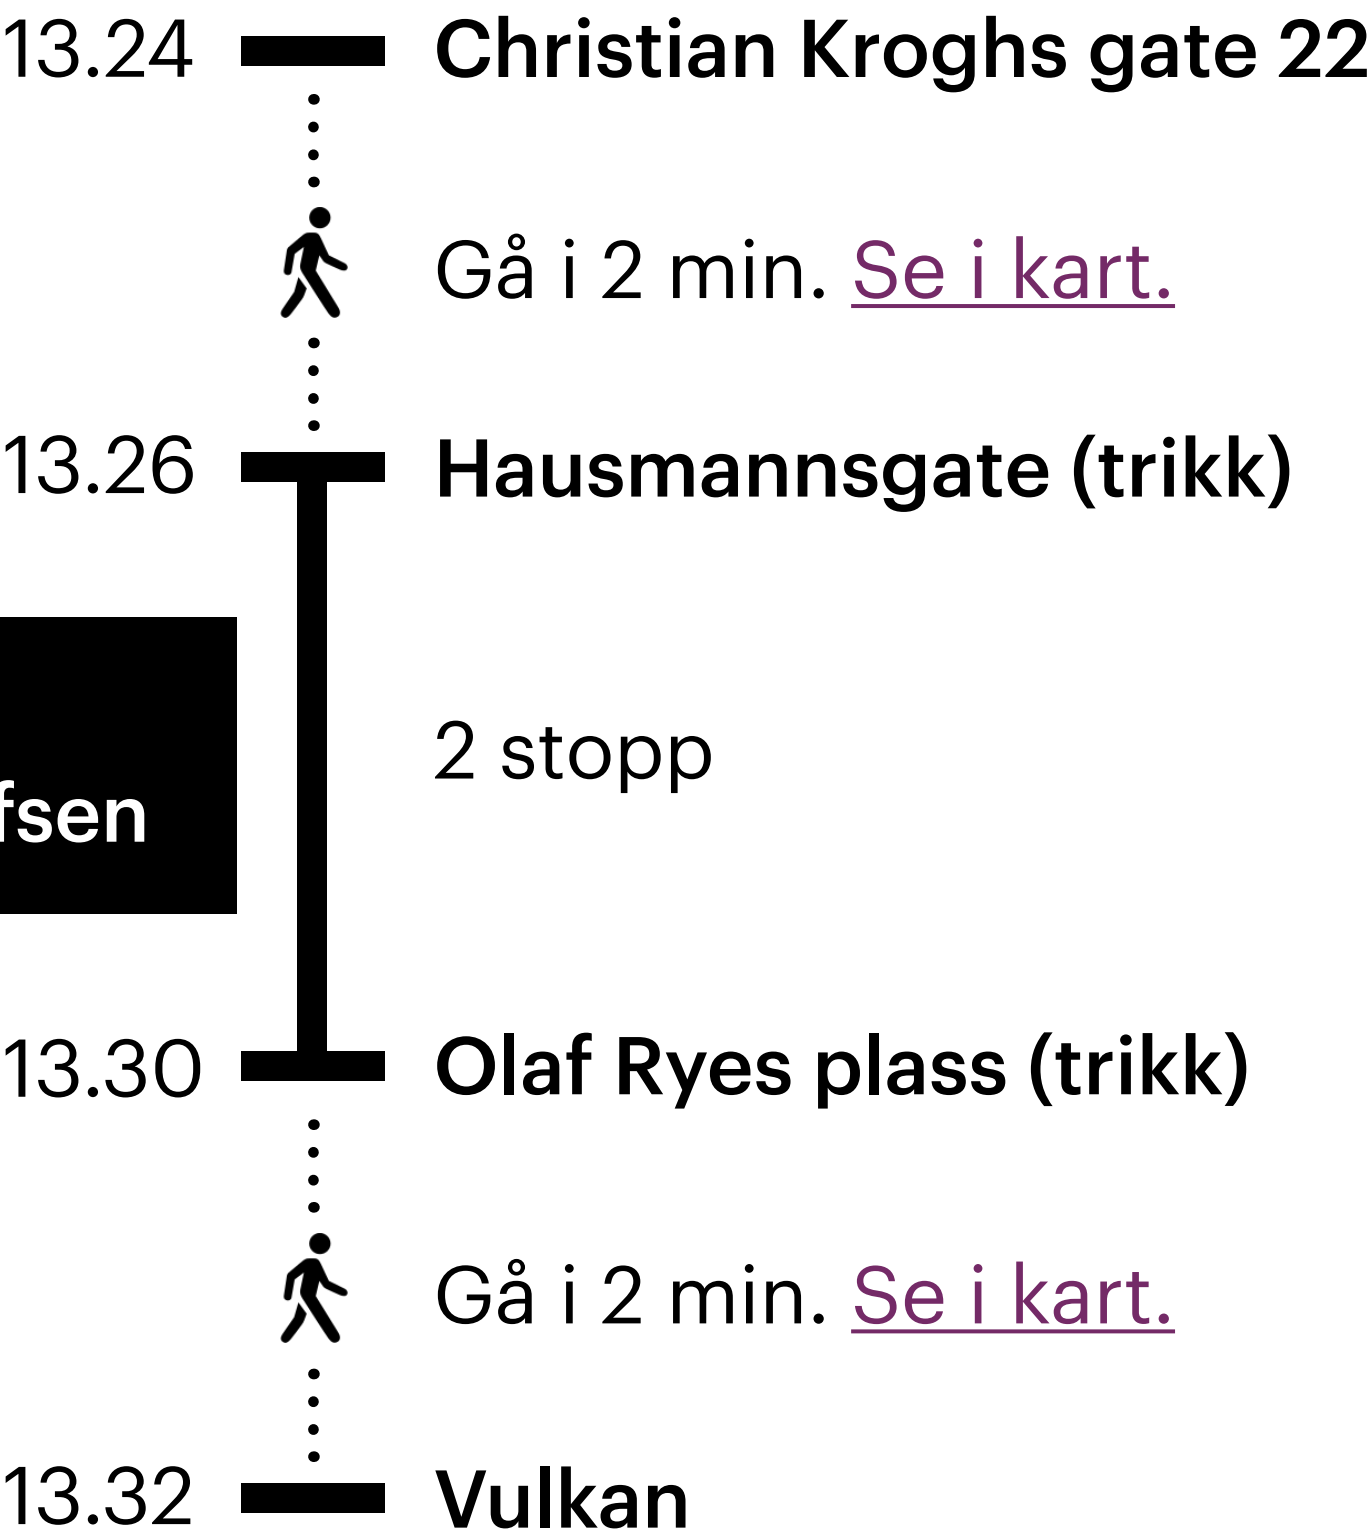 13.24 Christian Kroghs gate 22
Gå i 2 min. Se i kart.
13.26 Hausmannsgate (trikk)
2 stopp
fsen
13.30 Olaf Ryes plass (trikk)
Gå i 2 min. Se i kart.
13.32 Vulkan